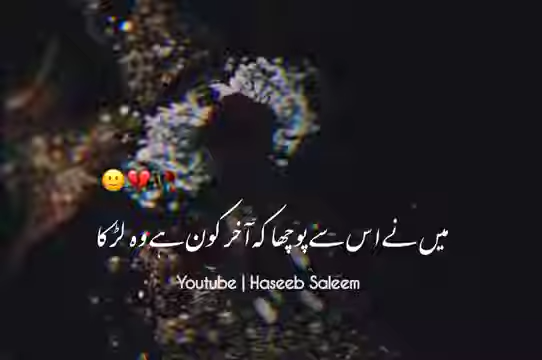 🙂💔🥀
میں نے اس سے پوچھا کہ آخر کون ہے وہ لڑکا
Youtube | Haseeb Saleem